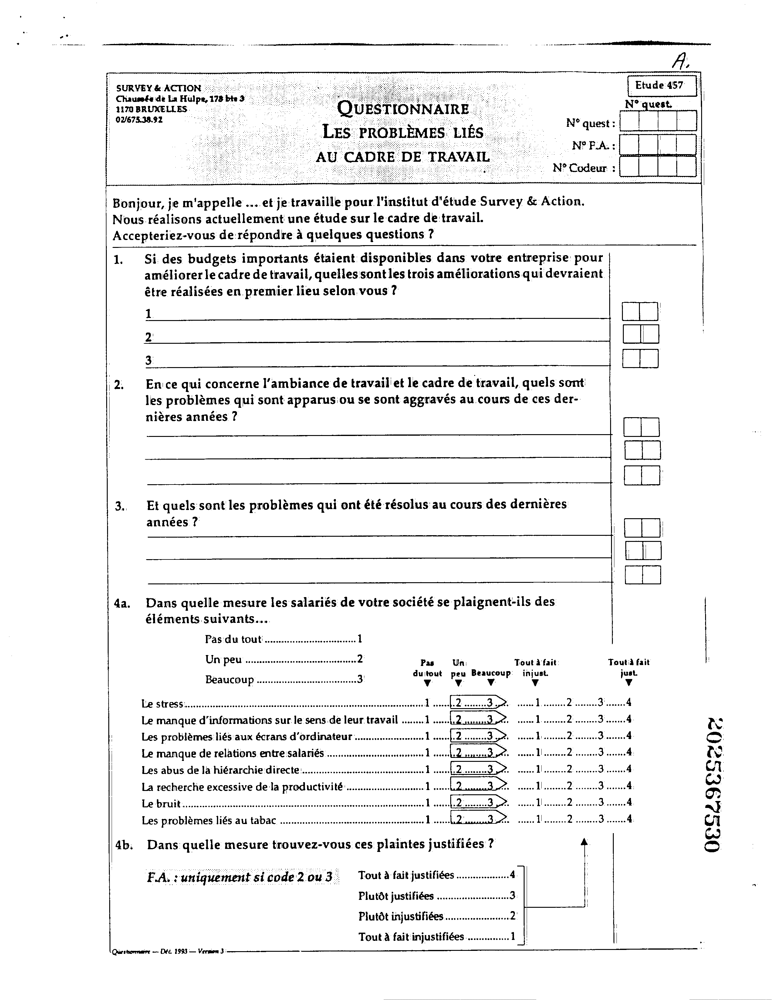 A.
SURVEY & ACTION
Chaussée de La Hulpe, 178 bte 3
1170 BRUXELLES
02/675.38.92
QUESTIONNAIRE
LES PROBLÈMES LIÉS
AU CADRE DE TRAVAIL
Etude 457
N° quest.
N° quest :
N° F.A. :
N° Codeur :
Bonjour, je m'appelle ... et je travaille pour l'institut d'étude Survey & Action.
Nous réalisons actuellement une étude sur le cadre de travail.
Accepteriez-vous de répondre à quelques questions ?
1. Si des budgets importants étaient disponibles dans votre entreprise pour
améliorer le cadre de travail, quelles sont les trois améliorations qui devraient
être réalisées en premier lieu selon vous ?
1
2
3
2. En ce qui concerne l'ambiance de travail et le cadre de travail, quels sont
les problèmes qui sont apparus ou se sont aggravés au cours de ces der-
nières années ?
3. Et quels sont les problèmes qui ont été résolus au cours des dernières
années ?
4a. Dans quelle mesure les salariés de votre société se plaignent-ils des
éléments suivants...
Pas du tout ................................1
Un peu ......................................2
Beaucoup ..................................3
Pas Un Tout à fait Tout à fait
du tout peu Beaucoup injust. just.
Le stress ........1 ..... 2 ........3 ......1 ........2 ........3 ......4
Le manque d'informations sur le sens de leur travail ........1 ..... 2 ........3 ......1 ........2 ........3 ......4
Les problèmes liés aux écrans d'ordinateur ........1 ..... 2 ........3 ......1 ........2 ........3 ......4
Le manque de relations entre salariés ........1 ..... 2 ........3 ......1 ........2 ........3 ......4
Les abus de la hiérarchie directe ........1 ..... 2 ........3 ......1 ........2 ........3 ......4
La recherche excessive de la productivité ........1 ..... 2 ........3 ......1 ........2 ........3 ......4
Le bruit ........1 ..... 2 ........3 ......1 ........2 ........3 ......4
Les problèmes liés au tabac ........1 ..... 2 ........3 ......1 ........2 ........3 ......4
4b. Dans quelle mesure trouvez-vous ces plaintes justifiées ?
F.A. : uniquement si code 2 ou 3
Tout à fait justifiées ..................4
Plutôt justifiées .........................3
Plutôt injustifiées .......................2
Tout à fait injustifiées ...............1
Questionnaire — Déc. 1993 — Version 3
2025367530